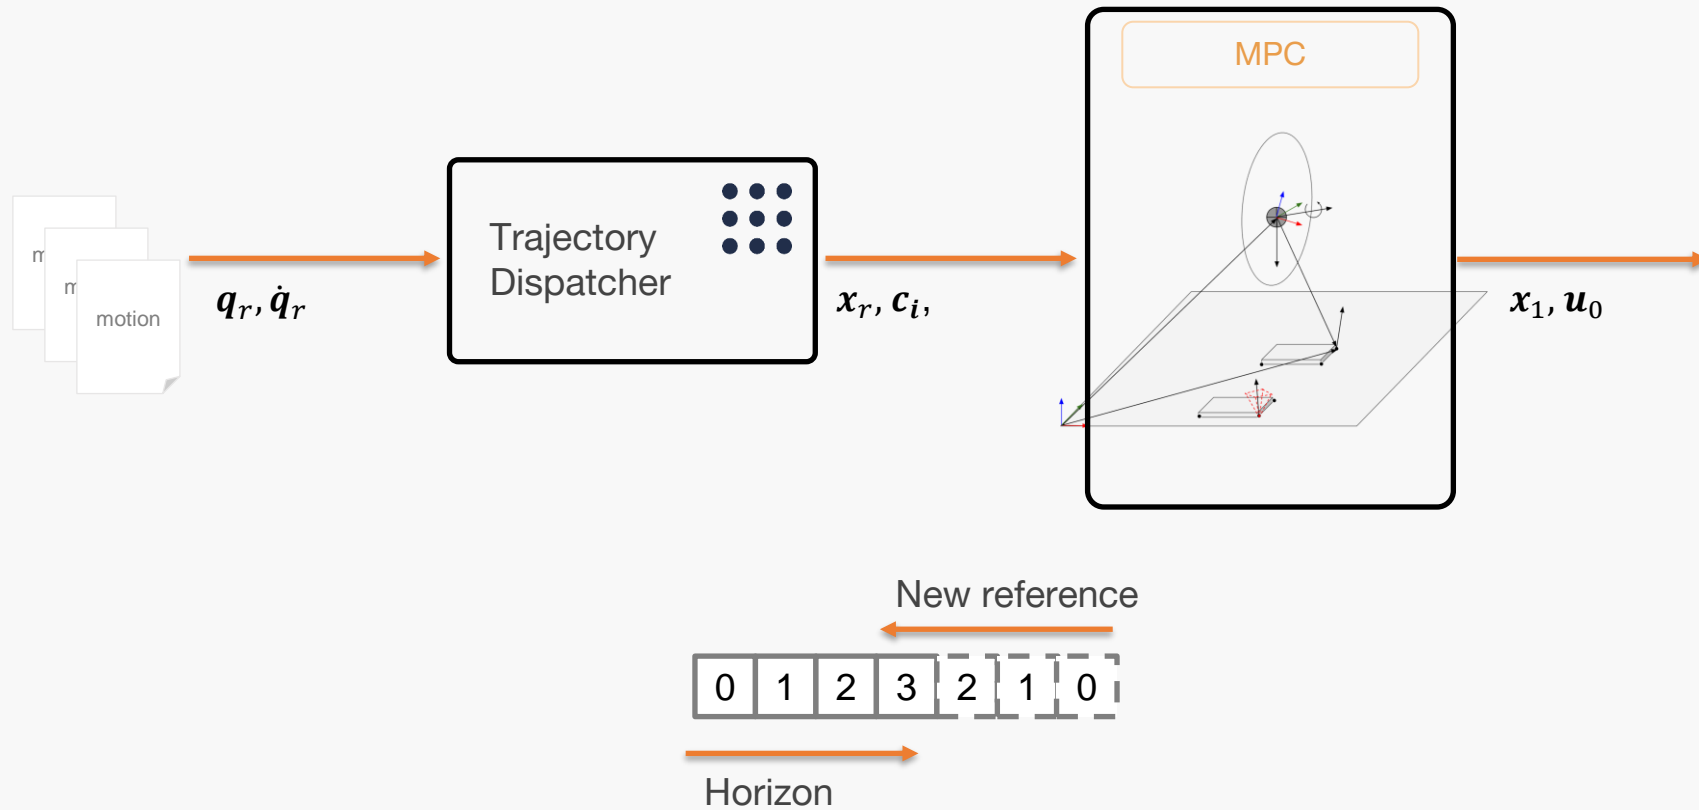 MPC
m
m
motion
q_r, q̇_r
Trajectory
Dispatcher
x_r, c_i,
x_1, u_0
New reference
0 1 2 3 2 1 0
Horizon